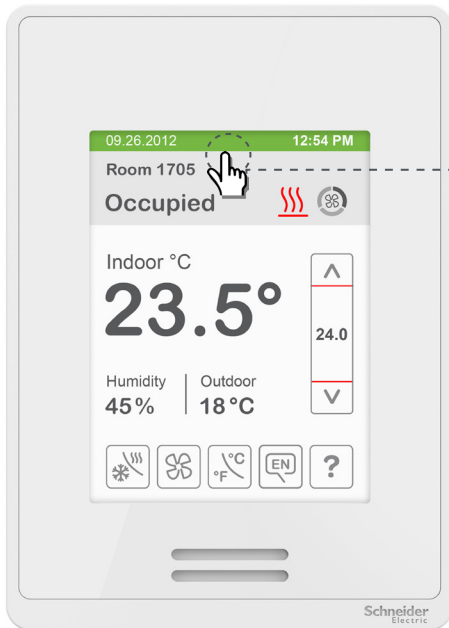 09.26.2012 12:54 PM
Room 1705
Occupied
Indoor °C
23.5°
24.0
Humidity Outdoor
45% 18°C
°F °C
EN
?
Schneider
Electric